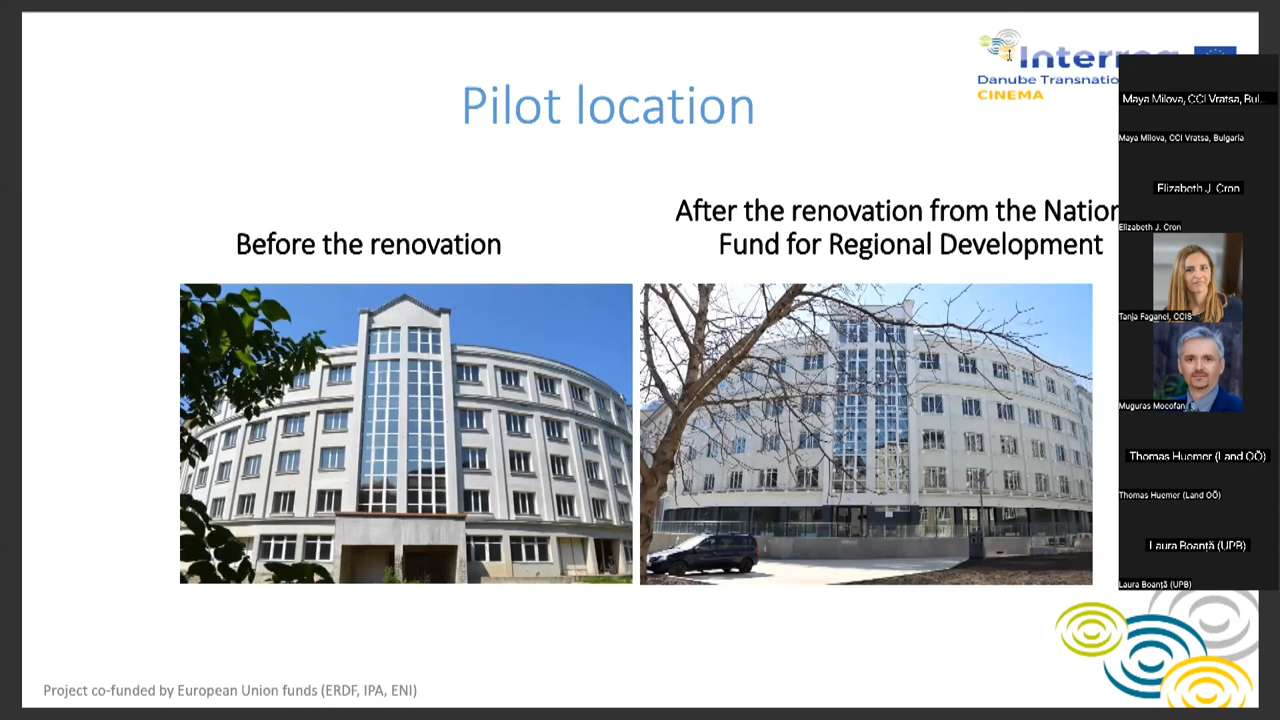 Interreg
Danube Transnatio
CINEMA
Pilot location
Before the renovation
After the renovation from the Nation
Fund for Regional Development
Project co-funded by European Union funds (ERDF, IPA, ENI)
Maya Milova, CCI Vratsa, Bul...
Maya Milova, CCI Vratsa, Bulgaria
Elizabeth J. Cron
Elizabeth J. Cron
Tanja Faganel, CCIS
Muguras Mocofan
Thomas Huemer (Land OÖ)
Thomas Huemer (Land OÖ)
Laura Boanță (UPB)
Laura Boanță (UPB)